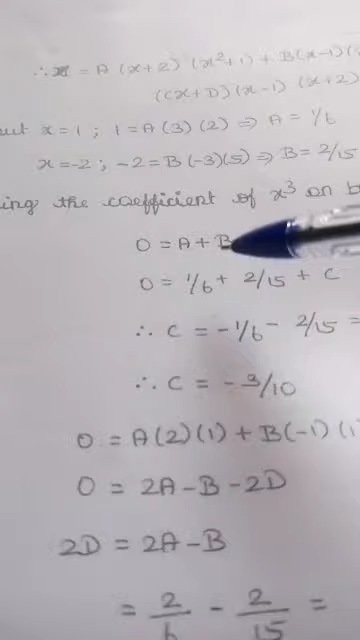 ∴ x = A (x+2) (x²+1) + B(x-1)(
(Cx+D)(x-1) (x+2)
ut x=1 ; 1=A(3)(2) ⇒ A = 1/6
x=-2 ; -2=B(-3)(5) ⇒ B= 2/15
ing the coefficient of x³ on b
0 = A+B
0 = 1/6 + 2/15 + C
∴ C = -1/6 - 2/15 =
∴ C = -3/10
0 = A(2)(1) + B(-1)(1
0 = 2A-B-2D
2D = 2A-B
= 2/6 - 2/15 =